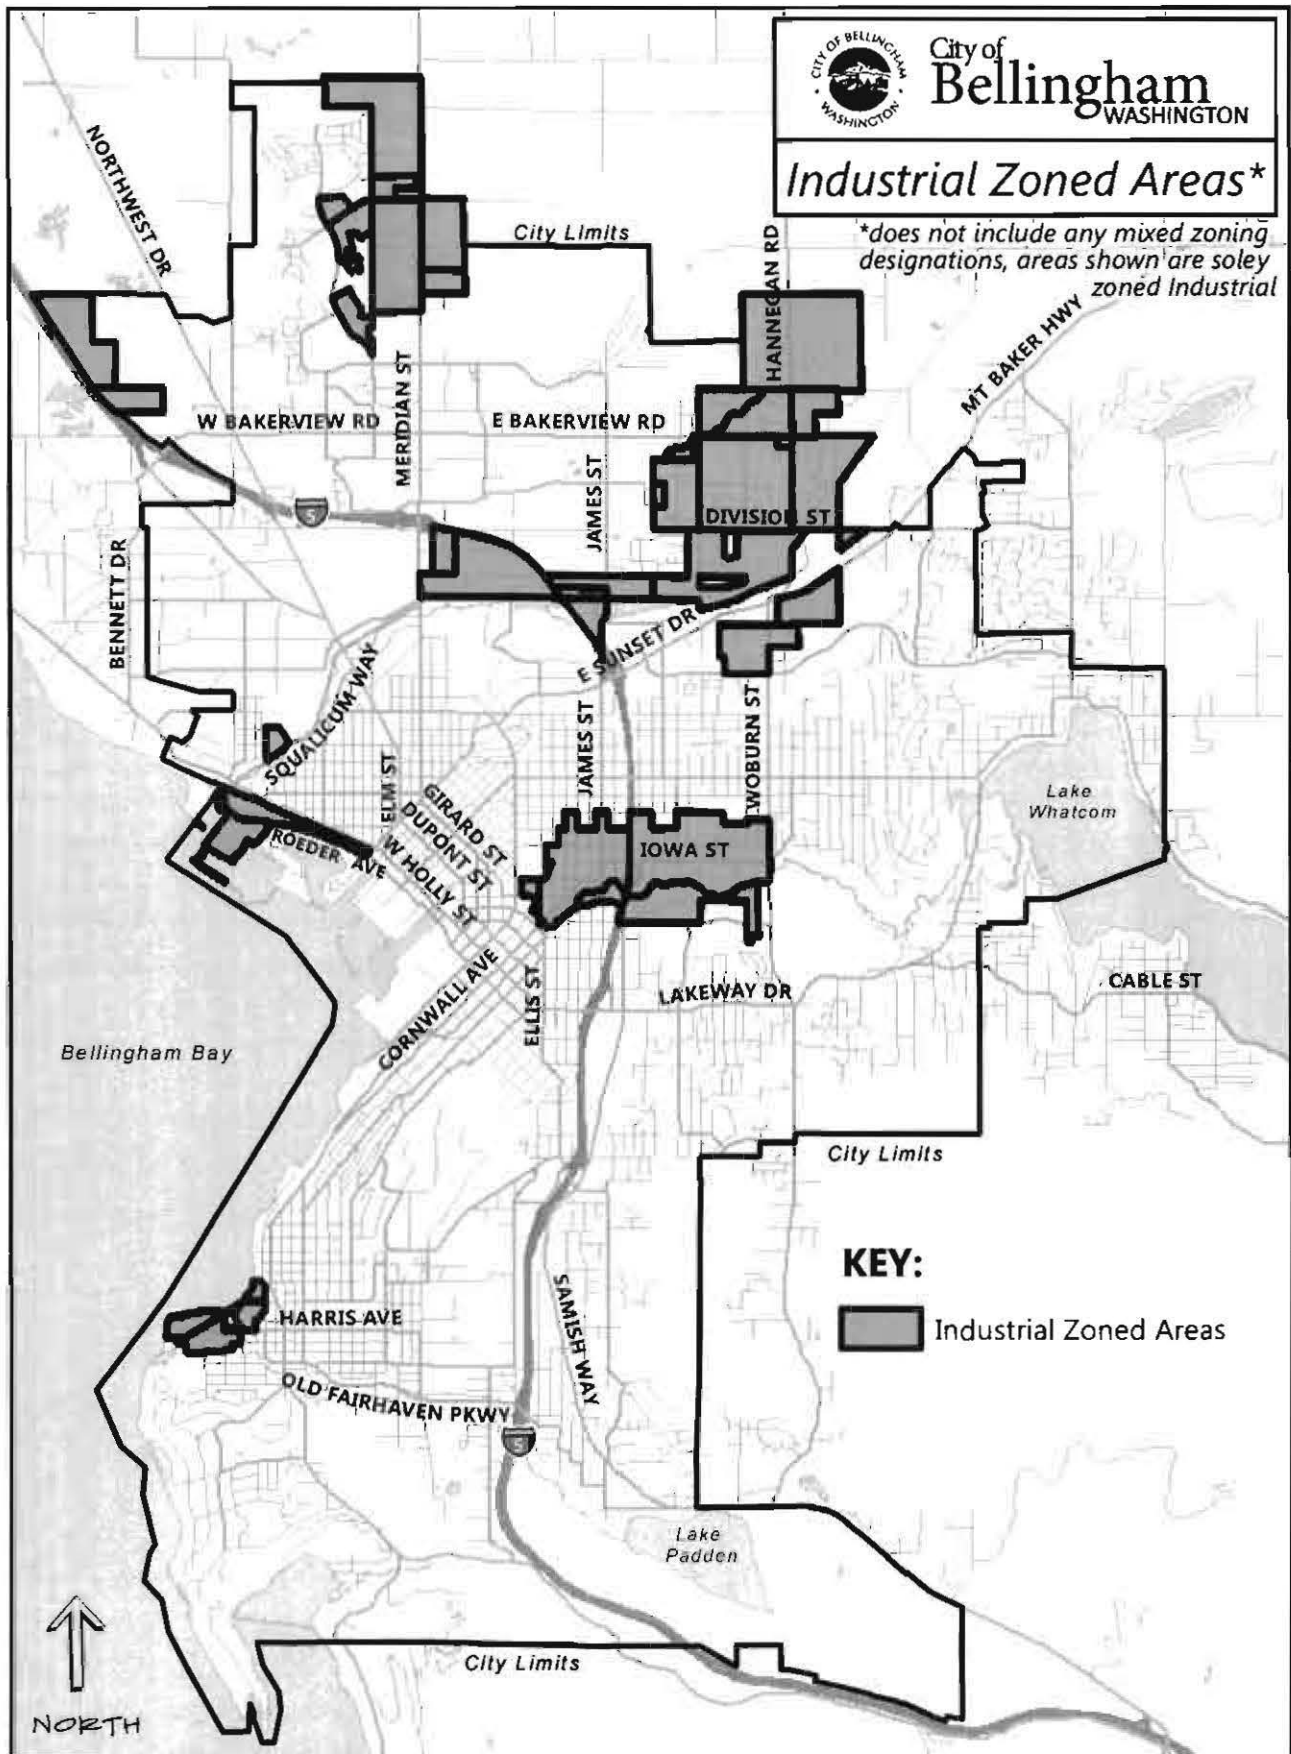 CITY OF BELLINGHAM
WASHINGTON
City of
Bellingham
WASHINGTON
Industrial Zoned Areas*
*does not include any mixed zoning
designations, areas shown are soley
zoned Industrial
NORTHWEST DR
City Limits
HANNEGAN RD
MT BAKER HWY
MERIDIAN ST
W BAKERVIEW RD
E BAKERVIEW RD
JAMES ST
5
DIVISION ST
BENNETT DR
E SUNSET DR
SQUALICUM WAY
JAMES ST
WOBURN ST
ELM ST
GIRARD ST
DUPONT ST
W HOLLY ST
ROEDER AVE
IOWA ST
Lake
Whatcom
CORNWALL AVE
ELLIS ST
LAKEWAY DR
CABLE ST
Bellingham Bay
City Limits
KEY:
Industrial Zoned Areas
HARRIS AVE
SAMISH WAY
OLD FAIRHAVEN PKWY
5
Lake
Padden
City Limits
NORTH